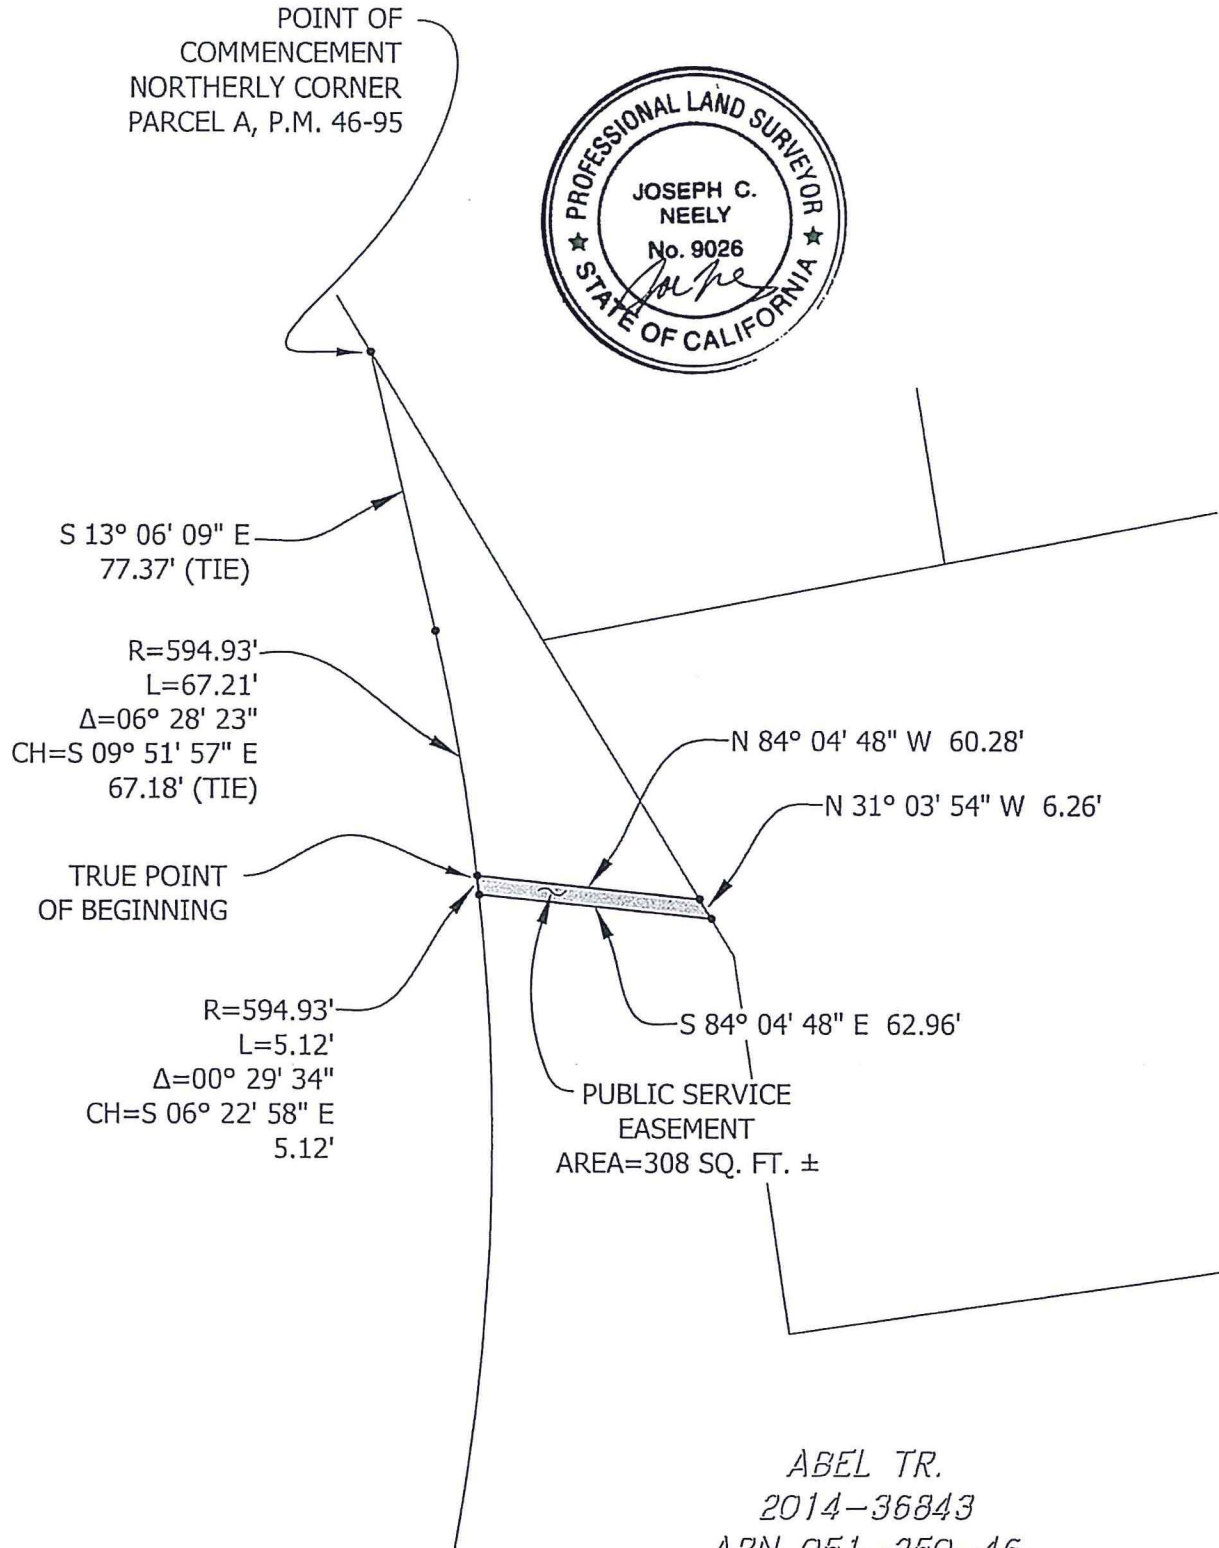 POINT OF
COMMENCEMENT
NORTHERLY CORNER
PARCEL A, P.M. 46-95
PROFESSIONAL LAND SURVEYOR
JOSEPH C.
NEELY
No. 9026
STATE OF CALIFORNIA
S 13° 06' 09" E
77.37' (TIE)
R=594.93'
L=67.21'
Δ=06° 28' 23"
CH=S 09° 51' 57" E
67.18' (TIE)
N 84° 04' 48" W 60.28'
N 31° 03' 54" W 6.26'
TRUE POINT
OF BEGINNING
R=594.93'
L=5.12'
Δ=00° 29' 34"
CH=S 06° 22' 58" E
5.12'
S 84° 04' 48" E 62.96'
PUBLIC SERVICE
EASEMENT
AREA=308 SQ. FT. ±
ABEL TR.
2014-36843
APN 051-250-46